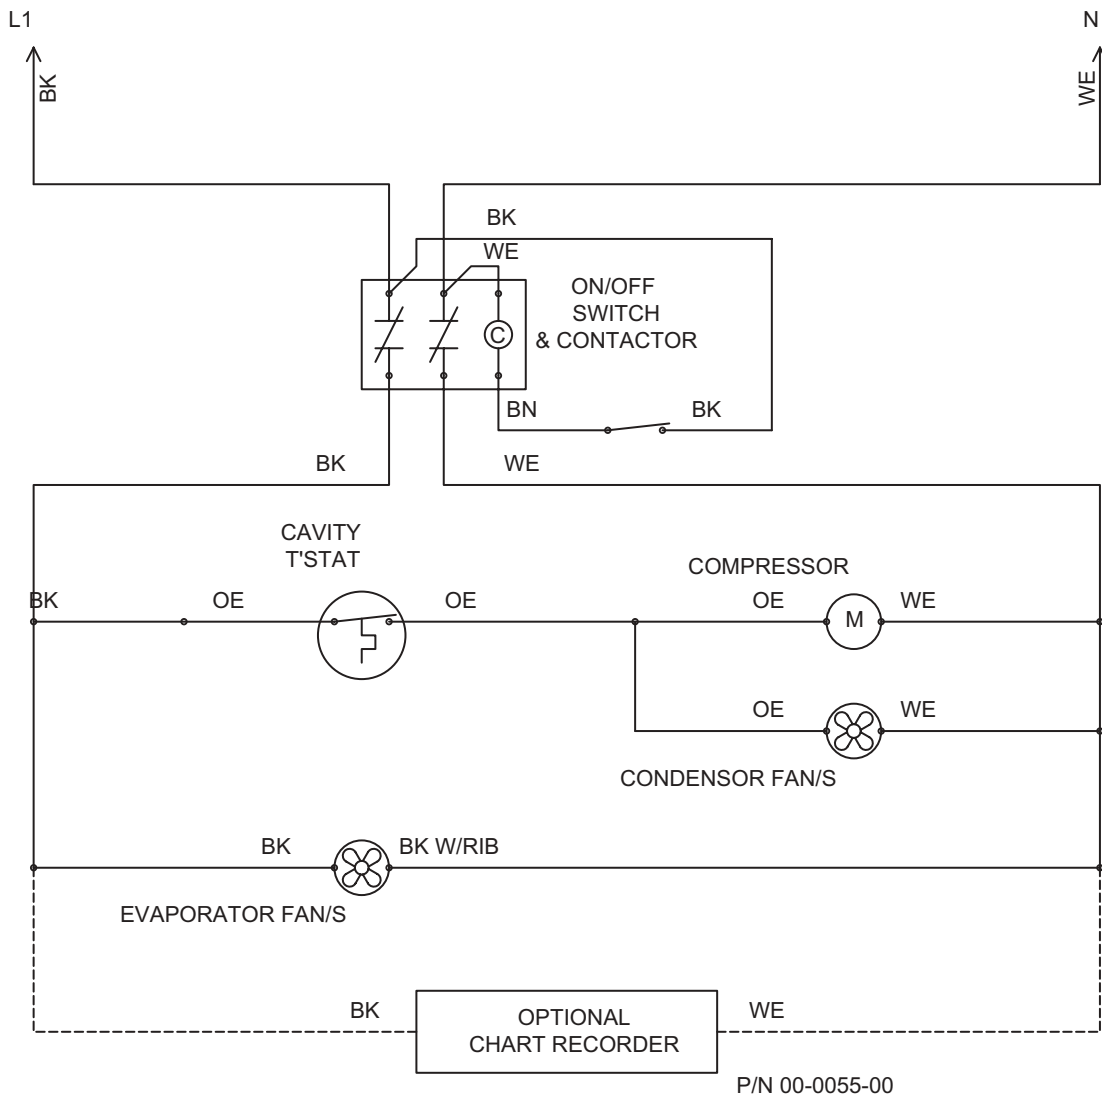 L1
N
BK
WE
BK
WE
ON/OFF
SWITCH
& CONTACTOR
C
BN
BK
BK
WE
CAVITY
T'STAT
COMPRESSOR
BK
OE
OE
OE
M
WE
OE
WE
CONDENSOR FAN/S
BK
BK W/RIB
EVAPORATOR FAN/S
BK
OPTIONAL
CHART RECORDER
WE
P/N 00-0055-00